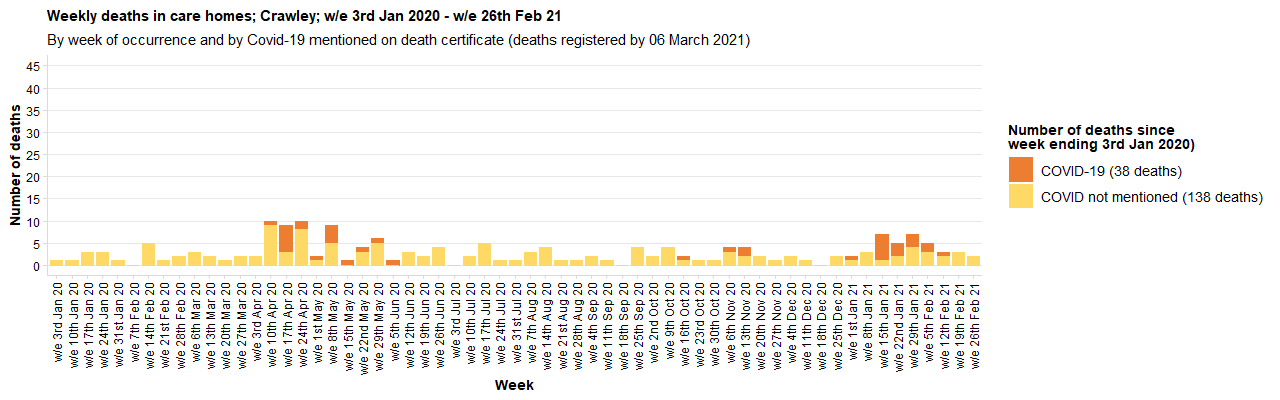 Weekly deaths in care homes; Crawley; w/e 3rd Jan 2020 - w/e 26th Feb 21
By week of occurrence and by Covid-19 mentioned on death certificate (deaths registered by 06 March 2021)
Number of deaths
45
40
35
30
25
20
15
10
5
0
w/e 3rd Jan 20
w/e 10th Jan 20
w/e 17th Jan 20
w/e 24th Jan 20
w/e 31st Jan 20
w/e 7th Feb 20
w/e 14th Feb 20
w/e 21st Feb 20
w/e 28th Feb 20
w/e 6th Mar 20
w/e 13th Mar 20
w/e 20th Mar 20
w/e 27th Mar 20
w/e 3rd Apr 20
w/e 10th Apr 20
w/e 17th Apr 20
w/e 24th Apr 20
w/e 1st May 20
w/e 8th May 20
w/e 15th May 20
w/e 22nd May 20
w/e 29th May 20
w/e 5th Jun 20
w/e 12th Jun 20
w/e 19th Jun 20
w/e 26th Jun 20
w/e 3rd Jul 20
w/e 10th Jul 20
w/e 17th Jul 20
w/e 24th Jul 20
w/e 31st Jul 20
w/e 7th Aug 20
w/e 14th Aug 20
w/e 21st Aug 20
w/e 28th Aug 20
w/e 4th Sep 20
w/e 11th Sep 20
w/e 18th Sep 20
w/e 25th Sep 20
w/e 2nd Oct 20
w/e 9th Oct 20
w/e 16th Oct 20
w/e 23rd Oct 20
w/e 30th Oct 20
w/e 6th Nov 20
w/e 13th Nov 20
w/e 20th Nov 20
w/e 27th Nov 20
w/e 4th Dec 20
w/e 11th Dec 20
w/e 18th Dec 20
w/e 25th Dec 20
w/e 1st Jan 21
w/e 8th Jan 21
w/e 15th Jan 21
w/e 22nd Jan 21
w/e 29th Jan 21
w/e 5th Feb 21
w/e 12th Feb 21
w/e 19th Feb 21
w/e 26th Feb 21
Week
Number of deaths since
week ending 3rd Jan 2020)
COVID-19 (38 deaths)
COVID not mentioned (138 deaths)